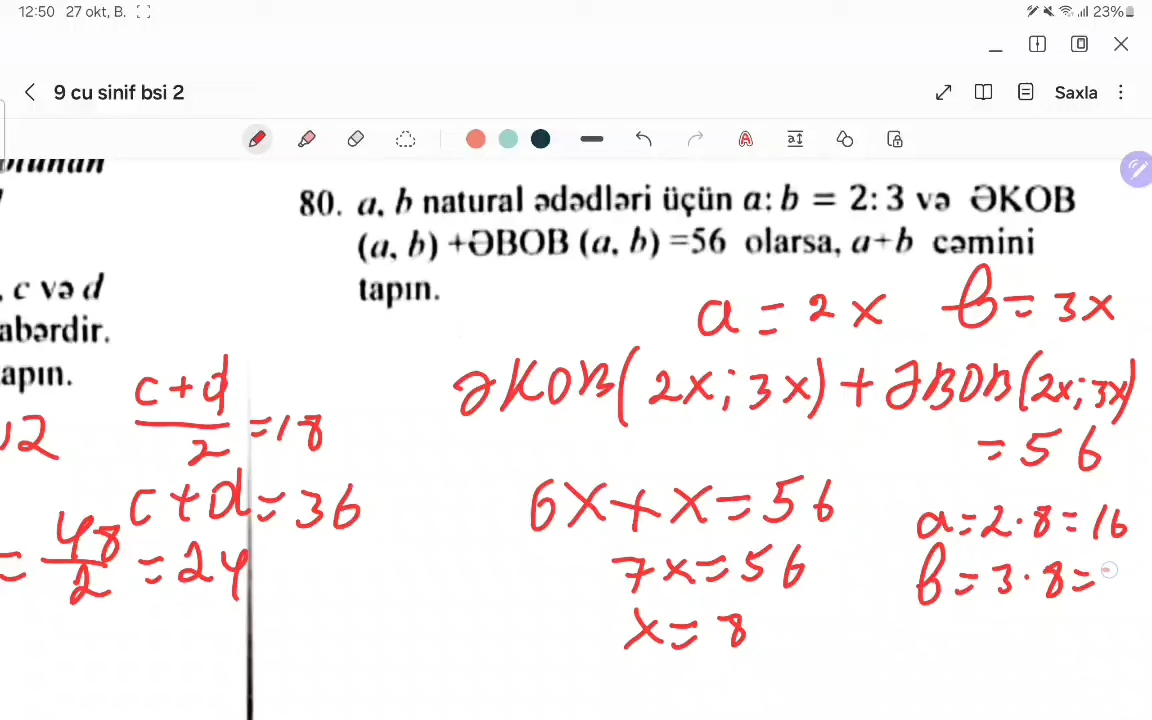 12:50 27 okt, B. 23%
9 cu sinif bsi 2
Saxla
, c və d
abərdir.
apın.
12
c+d/2 = 18
c+d = 36
= 48/2 = 24
80. a, b natural ədədləri üçün a: b = 2: 3 və ƏKOB
(a, b) +ƏBOB (a, b) =56 olarsa, a+b cəmini
tapın.
a = 2x b = 3x
ƏKOB(2x; 3x) + ƏBOB(2x; 3x)
= 56
6x + x = 56
7x = 56
x = 8
a = 2·8 = 16
b = 3·8 =